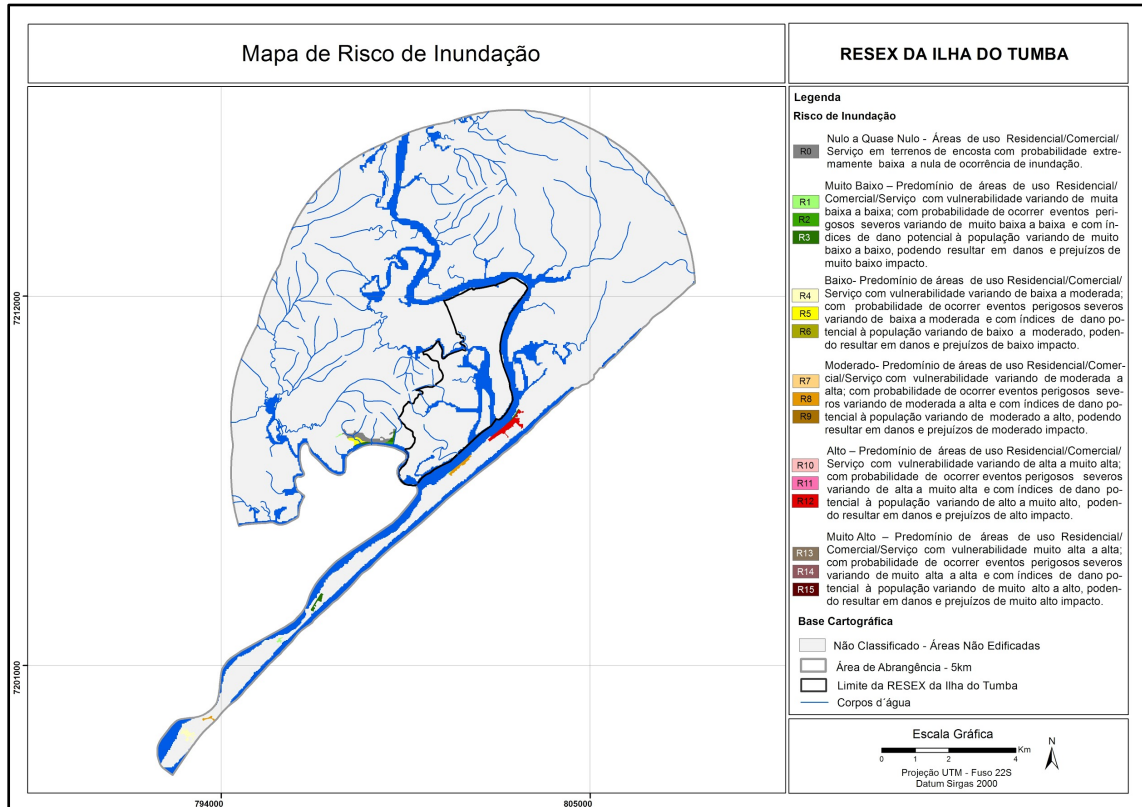 Mapa de Risco de Inundação
RESEX DA ILHA DO TUMBA
7212000
7201000
794000
805000
Legenda
Risco de Inundação
R0
Nulo a Quase Nulo - Áreas de uso Residencial/Comercial/
Serviço em terrenos de encosta com probabilidade extre-
mamente baixa a nula de ocorrência de inundação.
R1
R2
R3
Muito Baixo – Predomínio de áreas de uso Residencial/
Comercial/Serviço com vulnerabilidade variando de muita
baixa a baixa; com probabilidade de ocorrer eventos peri-
gosos severos variando de muito baixa a baixa e com ín-
dices de dano potencial à população variando de muito
baixo a baixo, podendo resultar em danos e prejuízos de
muito baixo impacto.
R4
R5
R6
Baixo- Predomínio de áreas de uso Residencial/Comercial/
Serviço com vulnerabilidade variando de baixa a moderada;
com probabilidade de ocorrer eventos perigosos severos
variando de baixa a moderada e com índices de dano po-
tencial à população variando de baixo a moderado, poden-
do resultar em danos e prejuízos de baixo impacto.
R7
R8
R9
Moderado- Predomínio de áreas de uso Residencial/Comer-
cial/Serviço com vulnerabilidade variando de moderada a
alta; com probabilidade de ocorrer eventos perigosos seve-
ros variando de moderada a alta e com índices de dano po-
tencial à população variando de moderado a alto, podendo
resultar em danos e prejuízos de moderado impacto.
R10
R11
R12
Alto – Predomínio de áreas de uso Residencial/Comercial/
Serviço com vulnerabilidade variando de alta a muito alta;
com probabilidade de ocorrer eventos perigosos severos
variando de alta a muito alta e com índices de dano po-
tencial à população variando de alto a muito alto, poden-
do resultar em danos e prejuízos de alto impacto.
R13
R14
R15
Muito Alto – Predomínio de áreas de uso Residencial/
Comercial/Serviço com vulnerabilidade muito alta a alta;
com probabilidade de ocorrer eventos perigosos severos
variando de muito alta a alta e com índices de dano po-
tencial à população variando de muito alto a alto, poden-
do resultar em danos e prejuízos de muito alto impacto.
Base Cartográfica
Não Classificado - Áreas Não Edificadas
Área de Abrangência - 5km
Limite da RESEX da Ilha do Tumba
Corpos d´água
Escala Gráfica
0 1 2 4 Km
N
Projeção UTM - Fuso 22S
Datum Sirgas 2000